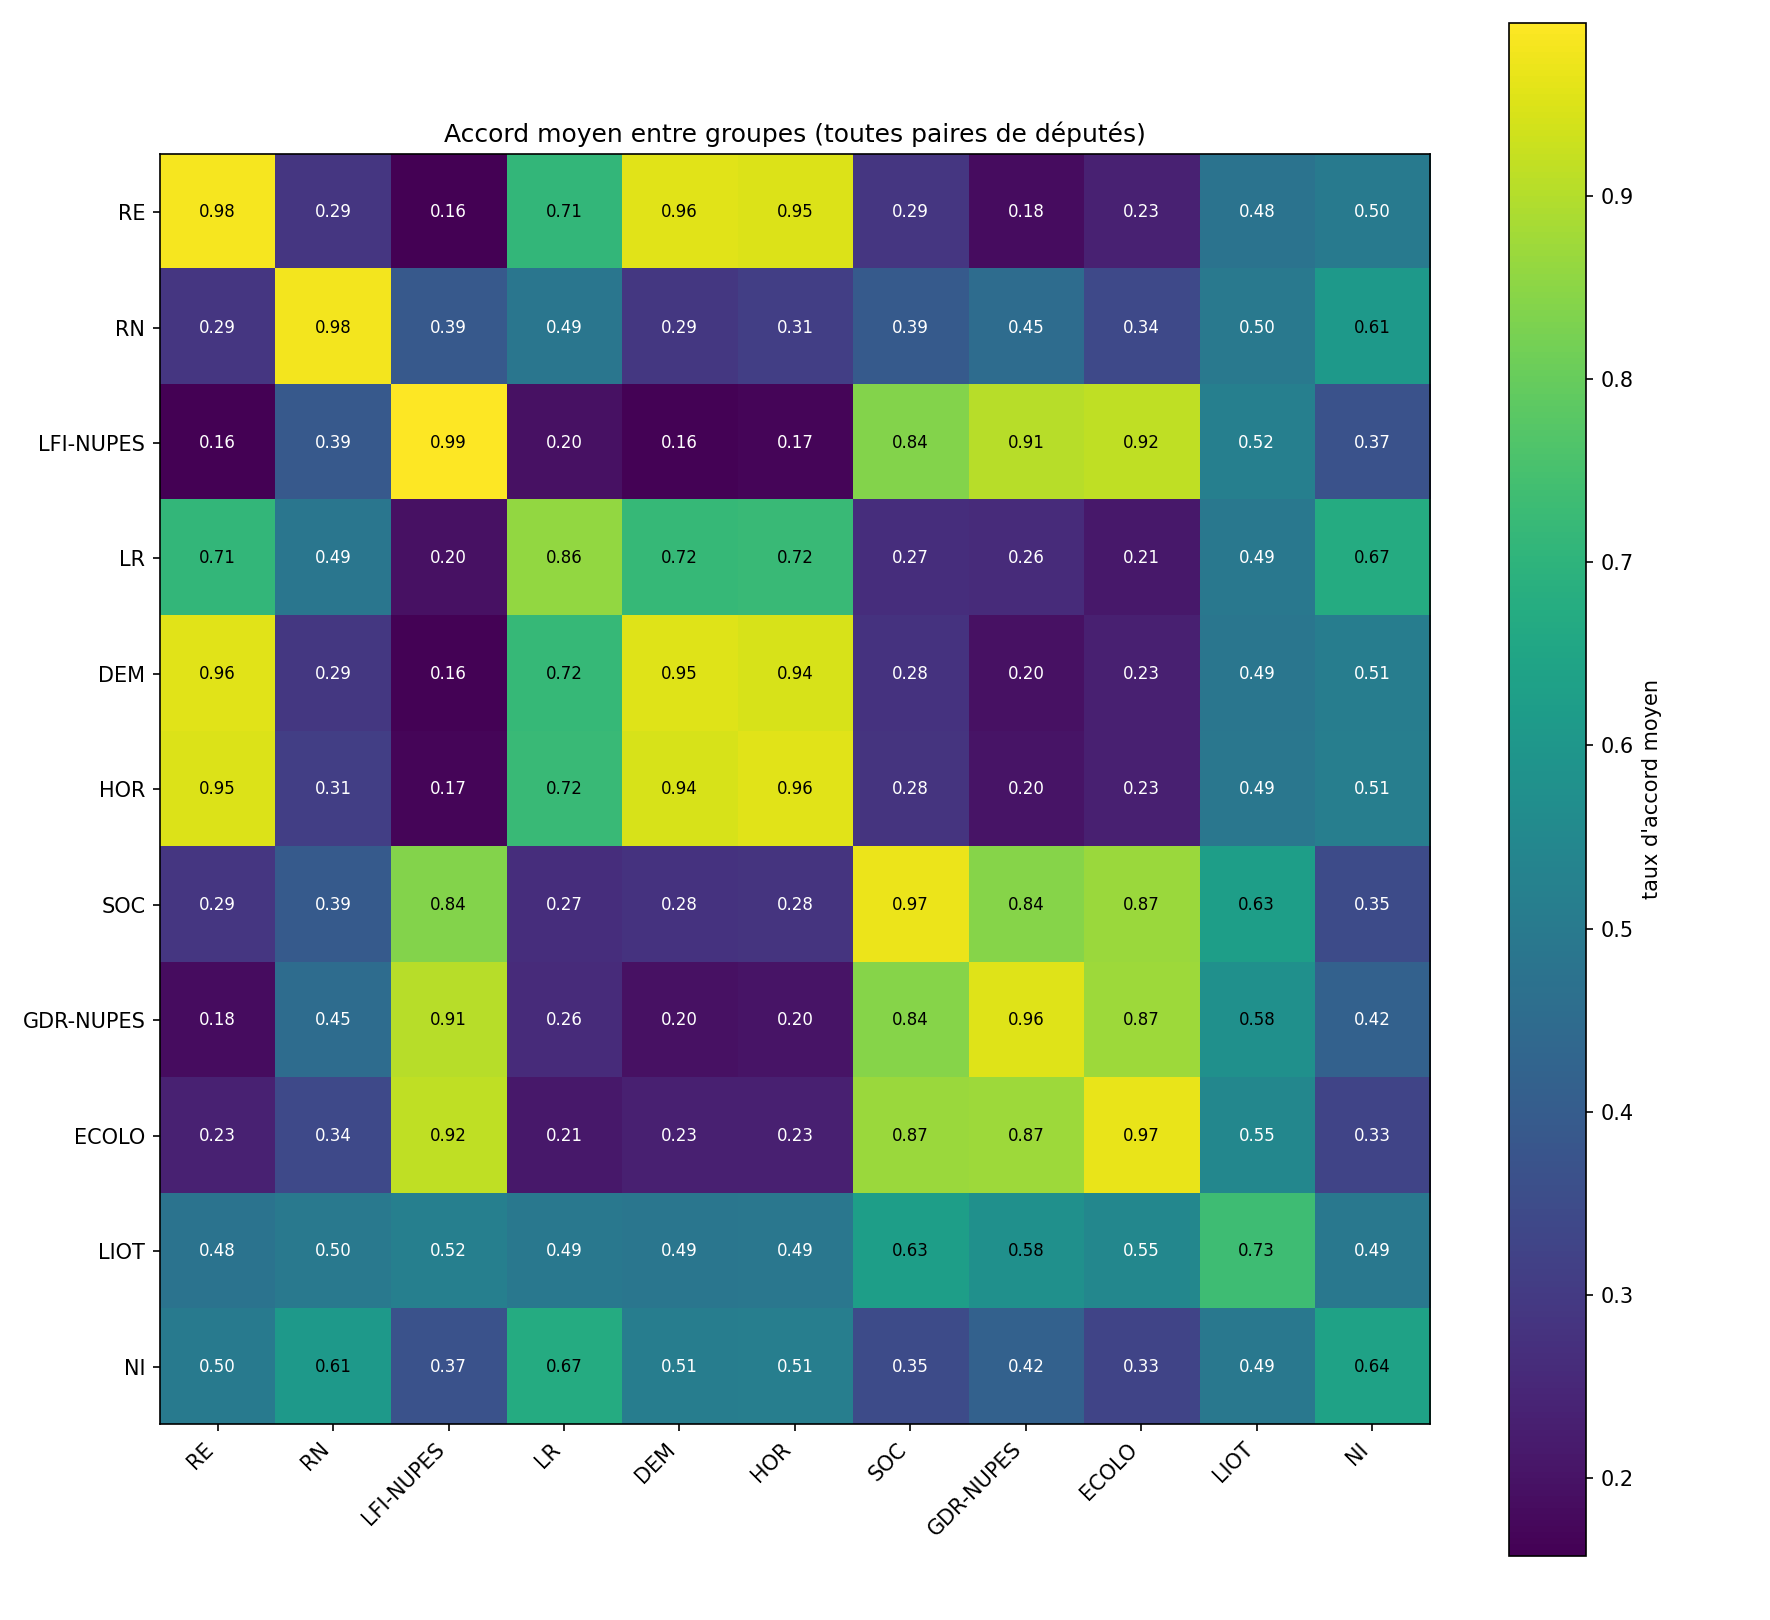 Accord moyen entre groupes (toutes paires de députés)
RE 0.98 0.29 0.16 0.71 0.96 0.95 0.29 0.18 0.23 0.48 0.50
RN 0.29 0.98 0.39 0.49 0.29 0.31 0.39 0.45 0.34 0.50 0.61
LFI-NUPES 0.16 0.39 0.99 0.20 0.16 0.17 0.84 0.91 0.92 0.52 0.37
LR 0.71 0.49 0.20 0.86 0.72 0.72 0.27 0.26 0.21 0.49 0.67
DEM 0.96 0.29 0.16 0.72 0.95 0.94 0.28 0.20 0.23 0.49 0.51
HOR 0.95 0.31 0.17 0.72 0.94 0.96 0.28 0.20 0.23 0.49 0.51
SOC 0.29 0.39 0.84 0.27 0.28 0.28 0.97 0.84 0.87 0.63 0.35
GDR-NUPES 0.18 0.45 0.91 0.26 0.20 0.20 0.84 0.96 0.87 0.58 0.42
ECOLO 0.23 0.34 0.92 0.21 0.23 0.23 0.87 0.87 0.97 0.55 0.33
LIOT 0.48 0.50 0.52 0.49 0.49 0.49 0.63 0.58 0.55 0.73 0.49
NI 0.50 0.61 0.37 0.67 0.51 0.51 0.35 0.42 0.33 0.49 0.64
RE RN LFI-NUPES LR DEM HOR SOC GDR-NUPES ECOLO LIOT NI
0.9
0.8
0.7
0.6
0.5
0.4
0.3
0.2
taux d'accord moyen